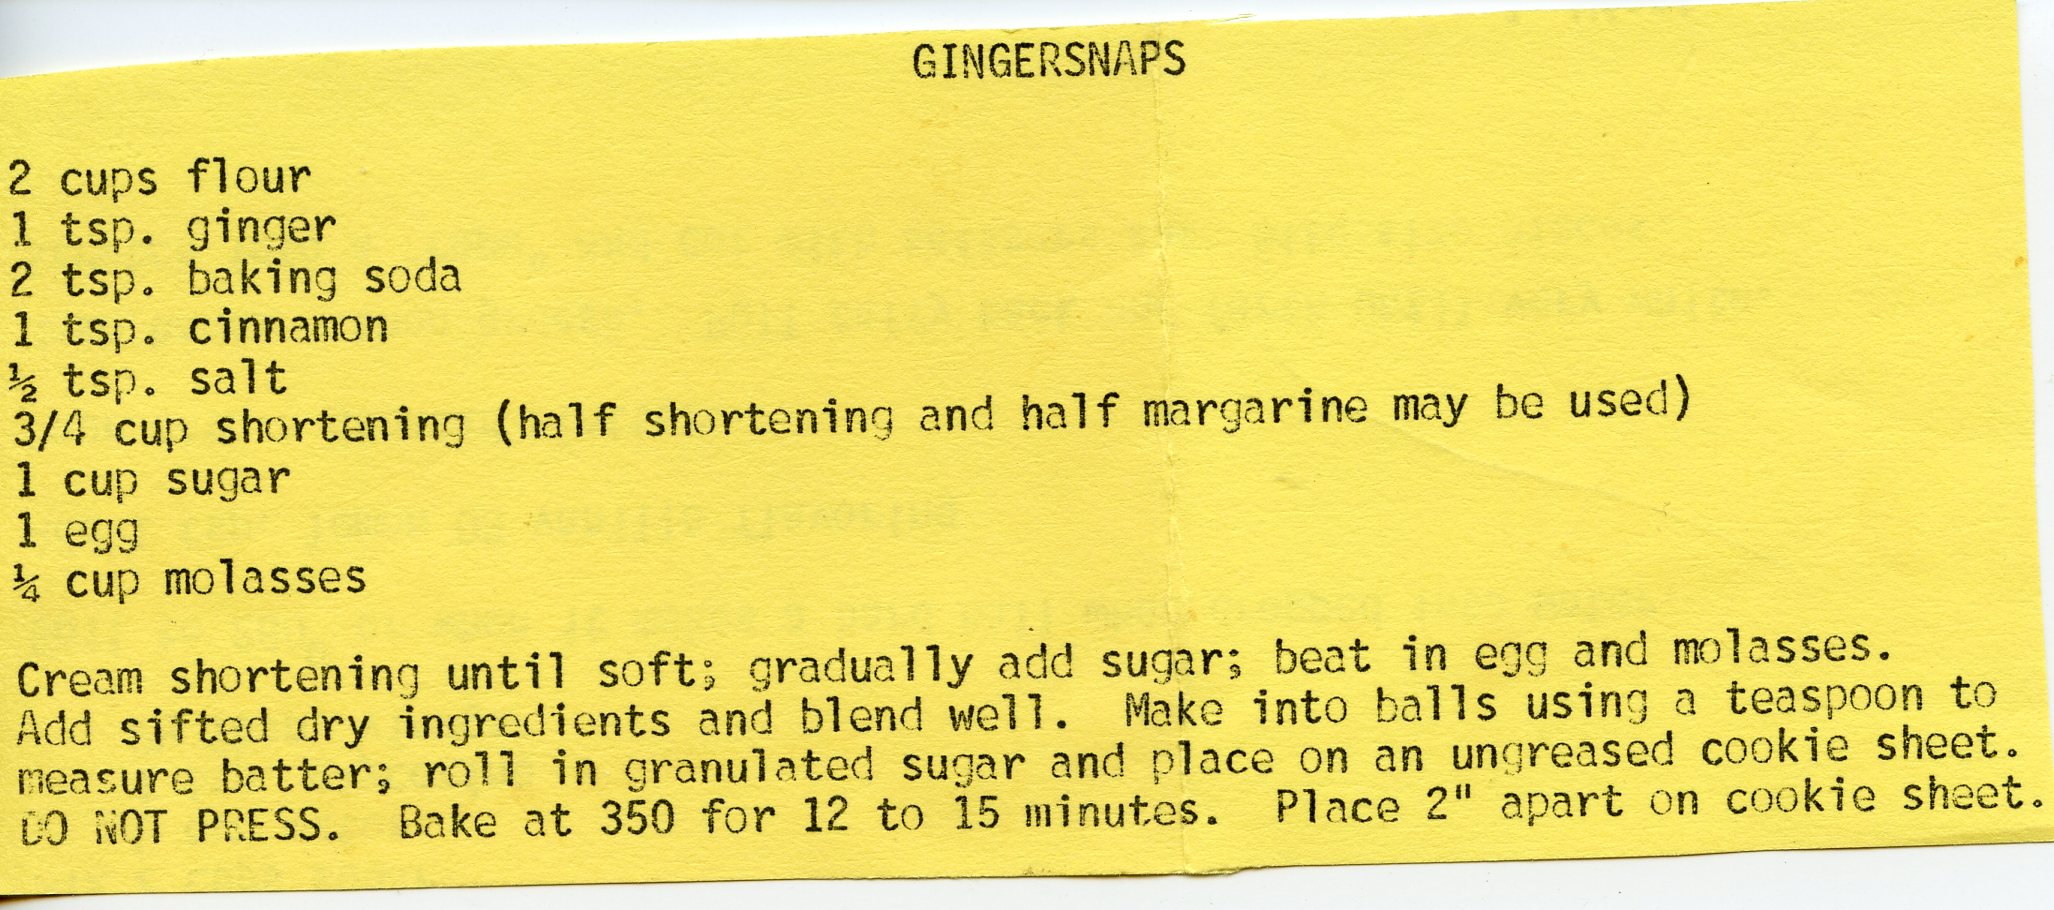 GINGERSNAPS
2 cups flour
1 tsp. ginger
2 tsp. baking soda
1 tsp. cinnamon
½ tsp. salt
3/4 cup shortening (half shortening and half margarine may be used)
1 cup sugar
1 egg
¼ cup molasses
Cream shortening until soft; gradually add sugar; beat in egg and molasses.
Add sifted dry ingredients and blend well.  Make into balls using a teaspoon to
measure batter; roll in granulated sugar and place on an ungreased cookie sheet.
DO NOT PRESS.  Bake at 350 for 12 to 15 minutes.  Place 2" apart on cookie sheet.